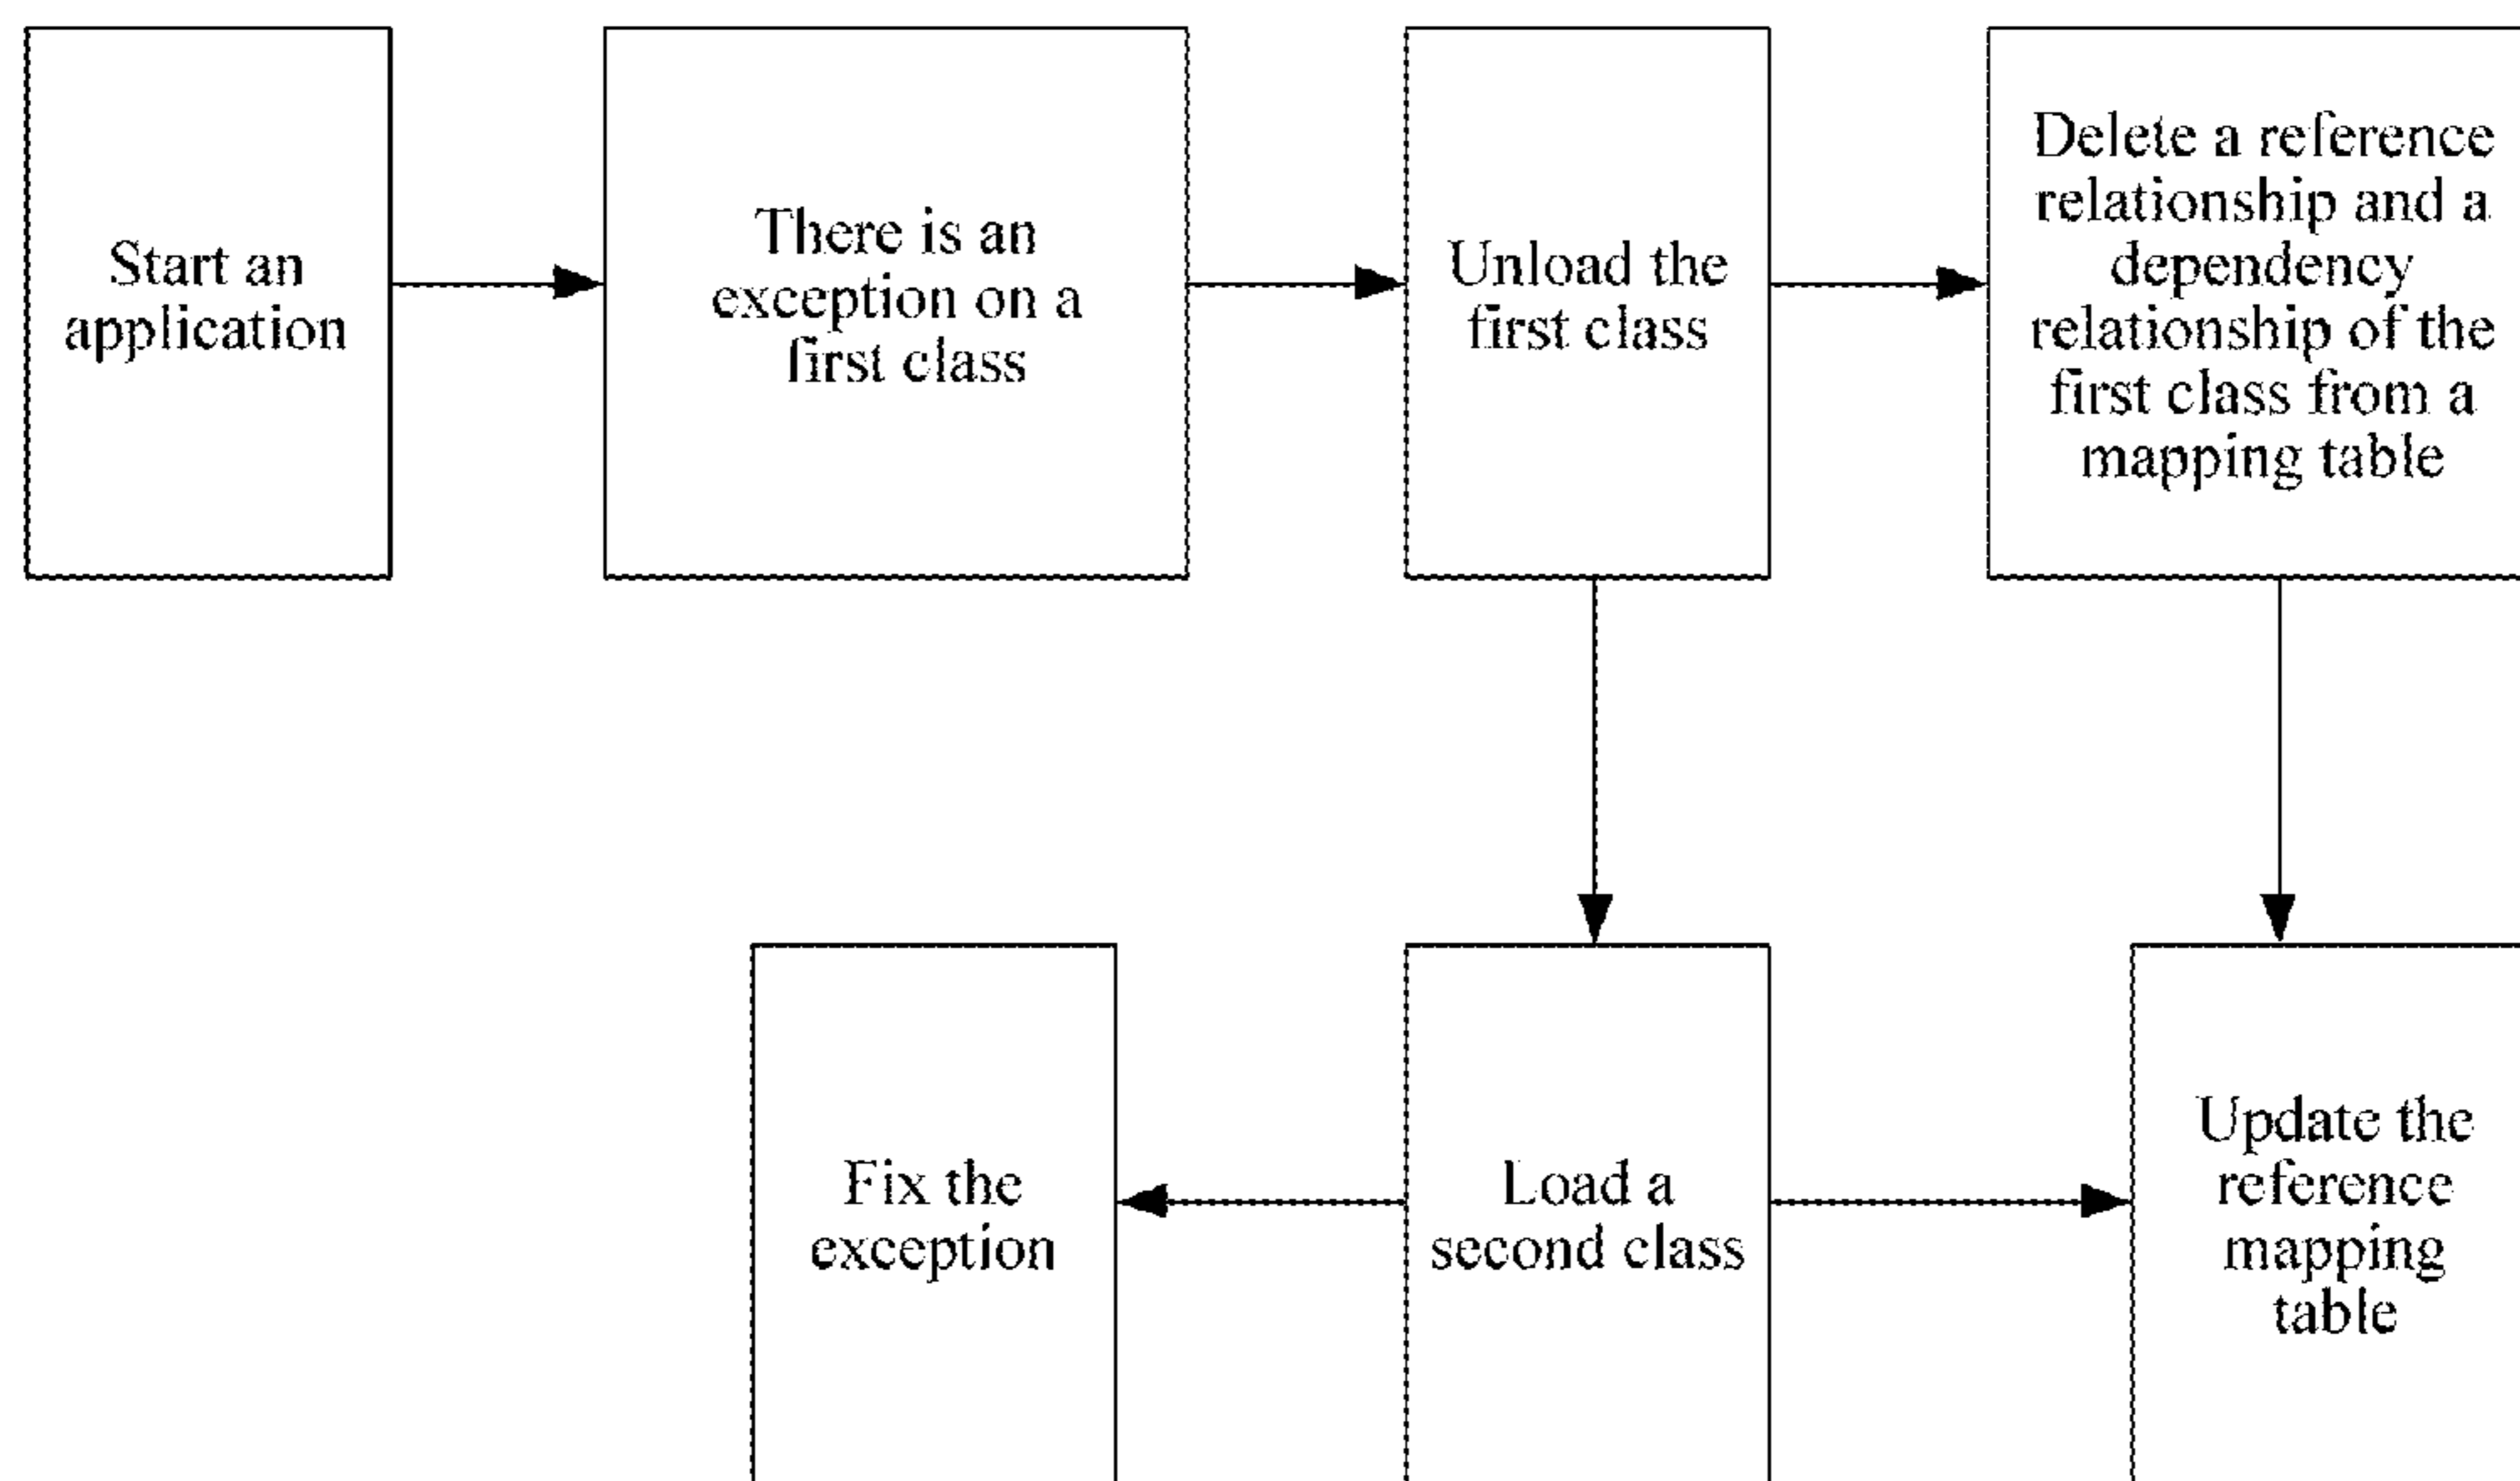 Start an
application
There is an
exception on a
first class
Unload the
first class
Delete a reference
relationship and a
dependency
relationship of the
first class from a
mapping table
Fix the
exception
Load a
second class
Update the
reference
mapping
table